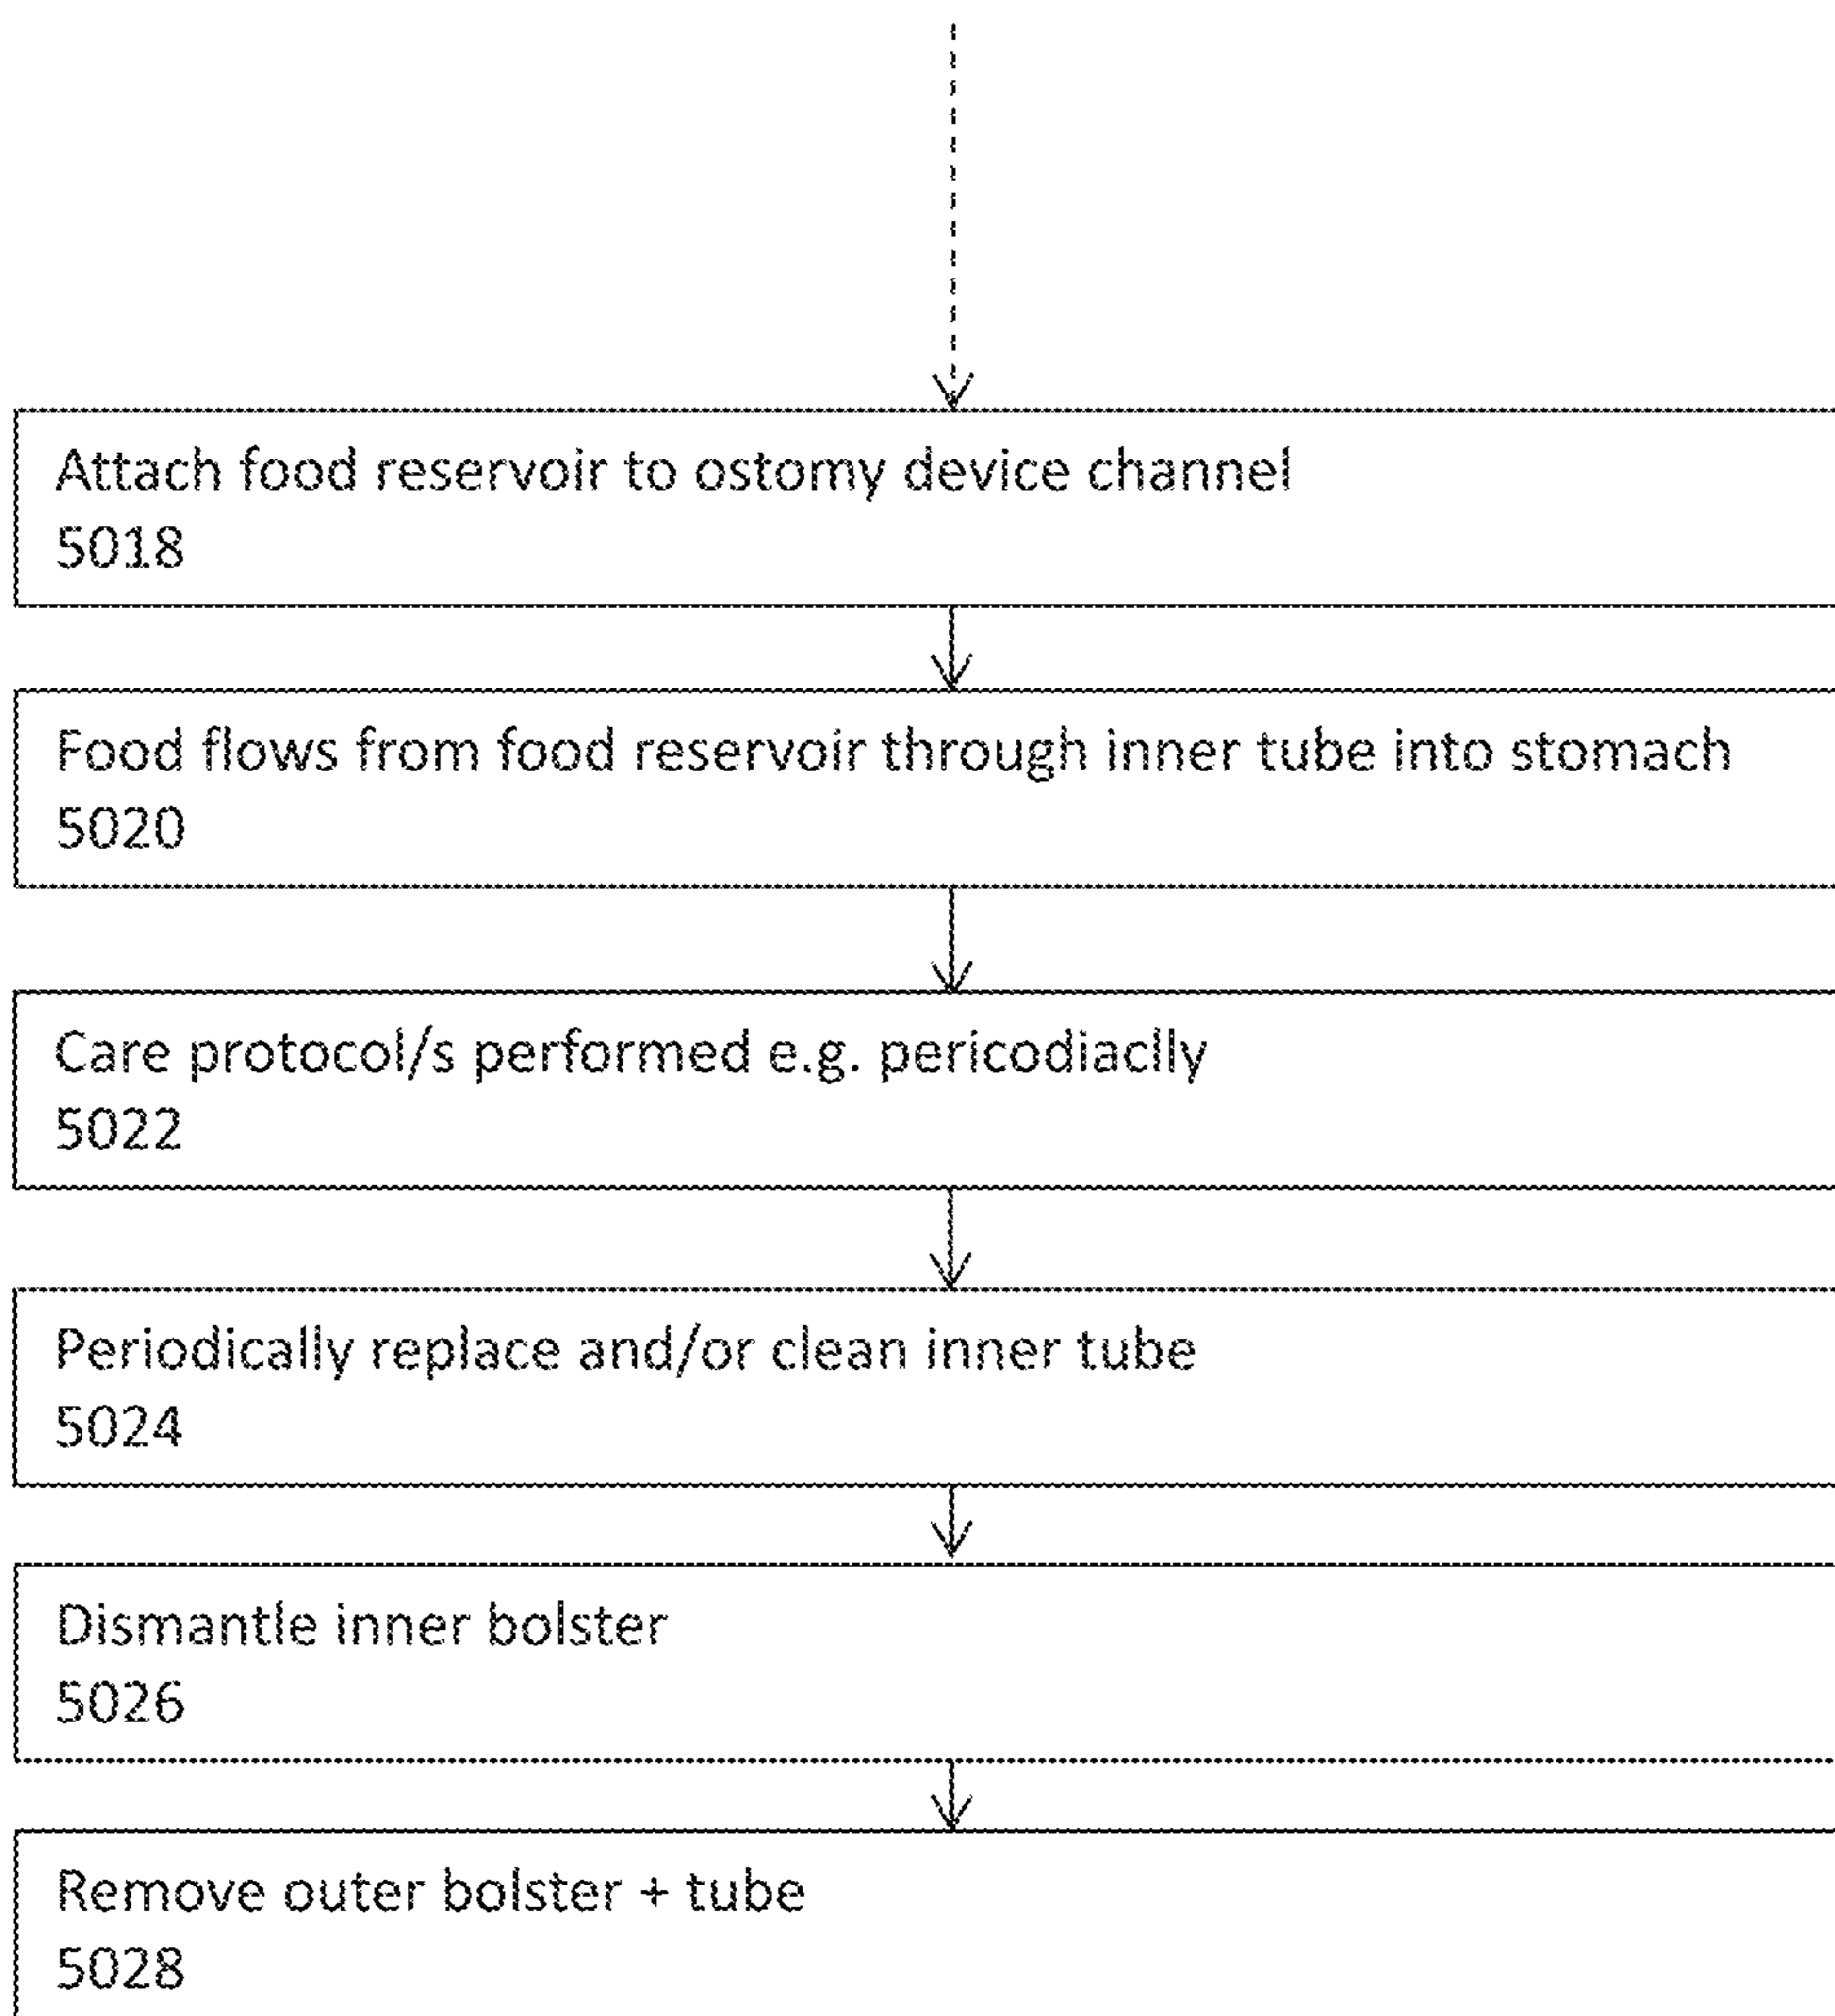 Attach food reservoir to ostomy device channel
5018
Food flows from food reservoir through inner tube into stomach
5020
Care protocol/s performed e.g. pericodiaclly
5022
Periodically replace and/or clean inner tube
5024
Dismantle inner bolster
5026
Remove outer bolster + tube
5028